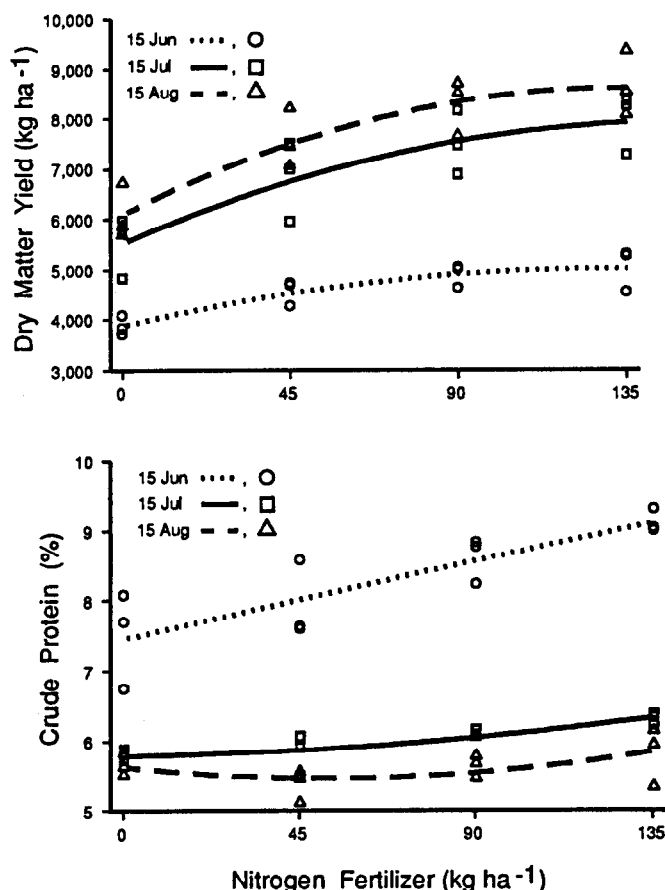 Dry Matter Yield (kg ha⁻¹)
10,000
9,000
8,000
7,000
6,000
5,000
4,000
3,000
15 Jun ,
15 Jul ,
15 Aug ,
0 45 90 135
Crude Protein (%)
10
9
8
7
6
5
15 Jun ,
15 Jul ,
15 Aug ,
0 45 90 135
Nitrogen Fertilizer (kg ha⁻¹)